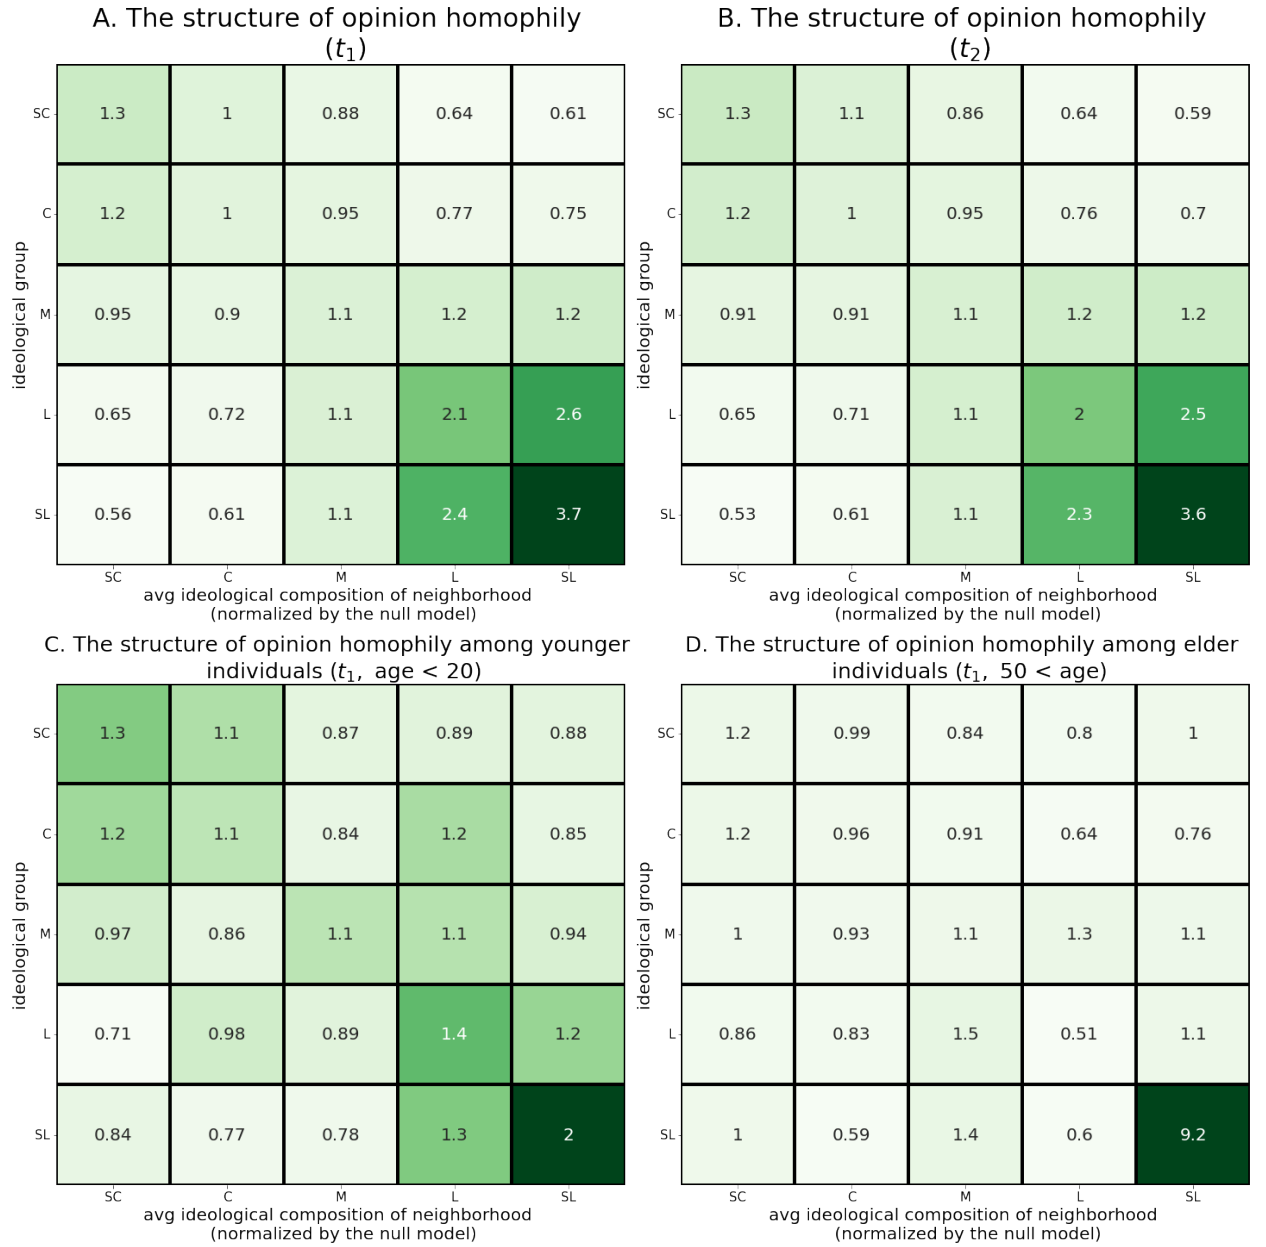 A. The structure of opinion homophily
(t1)
SC 1.3 1 0.88 0.64 0.61
C 1.2 1 0.95 0.77 0.75
M 0.95 0.9 1.1 1.2 1.2
L 0.65 0.72 1.1 2.1 2.6
SL 0.56 0.61 1.1 2.4 3.7
ideological group
SC C M L SL
avg ideological composition of neighborhood
(normalized by the null model)
B. The structure of opinion homophily
(t2)
SC 1.3 1.1 0.86 0.64 0.59
C 1.2 1 0.95 0.76 0.7
M 0.91 0.91 1.1 1.2 1.2
L 0.65 0.71 1.1 2 2.5
SL 0.53 0.61 1.1 2.3 3.6
ideological group
SC C M L SL
avg ideological composition of neighborhood
(normalized by the null model)
C. The structure of opinion homophily among younger
individuals (t1, age < 20)
SC 1.3 1.1 0.87 0.89 0.88
C 1.2 1.1 0.84 1.2 0.85
M 0.97 0.86 1.1 1.1 0.94
L 0.71 0.98 0.89 1.4 1.2
SL 0.84 0.77 0.78 1.3 2
ideological group
SC C M L SL
avg ideological composition of neighborhood
(normalized by the null model)
D. The structure of opinion homophily among elder
individuals (t1, 50 < age)
SC 1.2 0.99 0.84 0.8 1
C 1.2 0.96 0.91 0.64 0.76
M 1 0.93 1.1 1.3 1.1
L 0.86 0.83 1.5 0.51 1.1
SL 1 0.59 1.4 0.6 9.2
ideological group
SC C M L SL
avg ideological composition of neighborhood
(normalized by the null model)